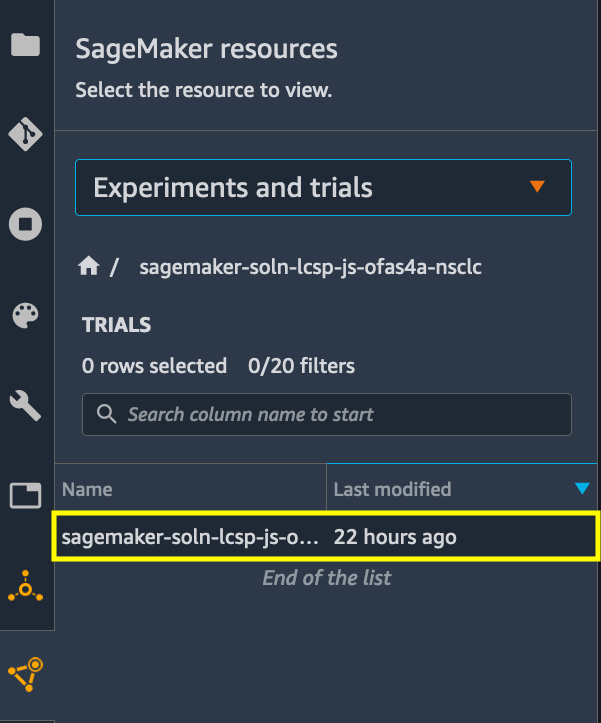 SageMaker resources
Select the resource to view.
Experiments and trials
/ sagemaker-soln-lcsp-js-ofas4a-nsclc
TRIALS
0 rows selected 0/20 filters
Search column name to start
Name Last modified
sagemaker-soln-lcsp-js-o... 22 hours ago
End of the list